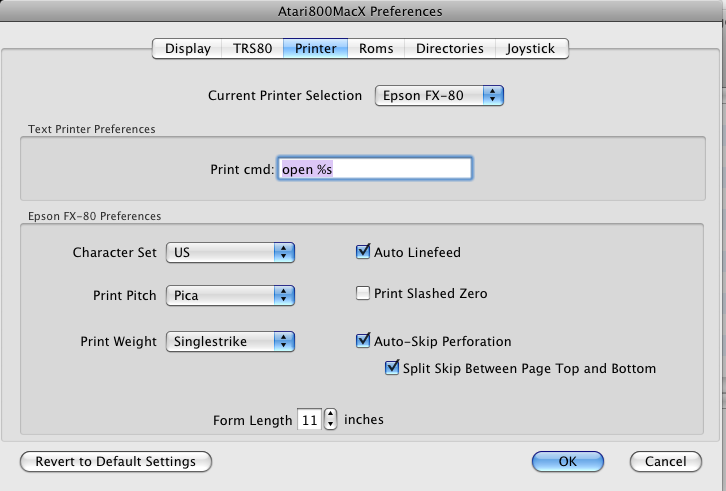 Atari800MacX Preferences
Display TRS80 Printer Roms Directories Joystick
Current Printer Selection Epson FX-80
Text Printer Preferences
Print cmd: open %s
Epson FX-80 Preferences
Character Set US Auto Linefeed
Print Pitch Pica Print Slashed Zero
Print Weight Singlestrike Auto-Skip Perforation
Split Skip Between Page Top and Bottom
Form Length 11 inches
Revert to Default Settings OK Cancel